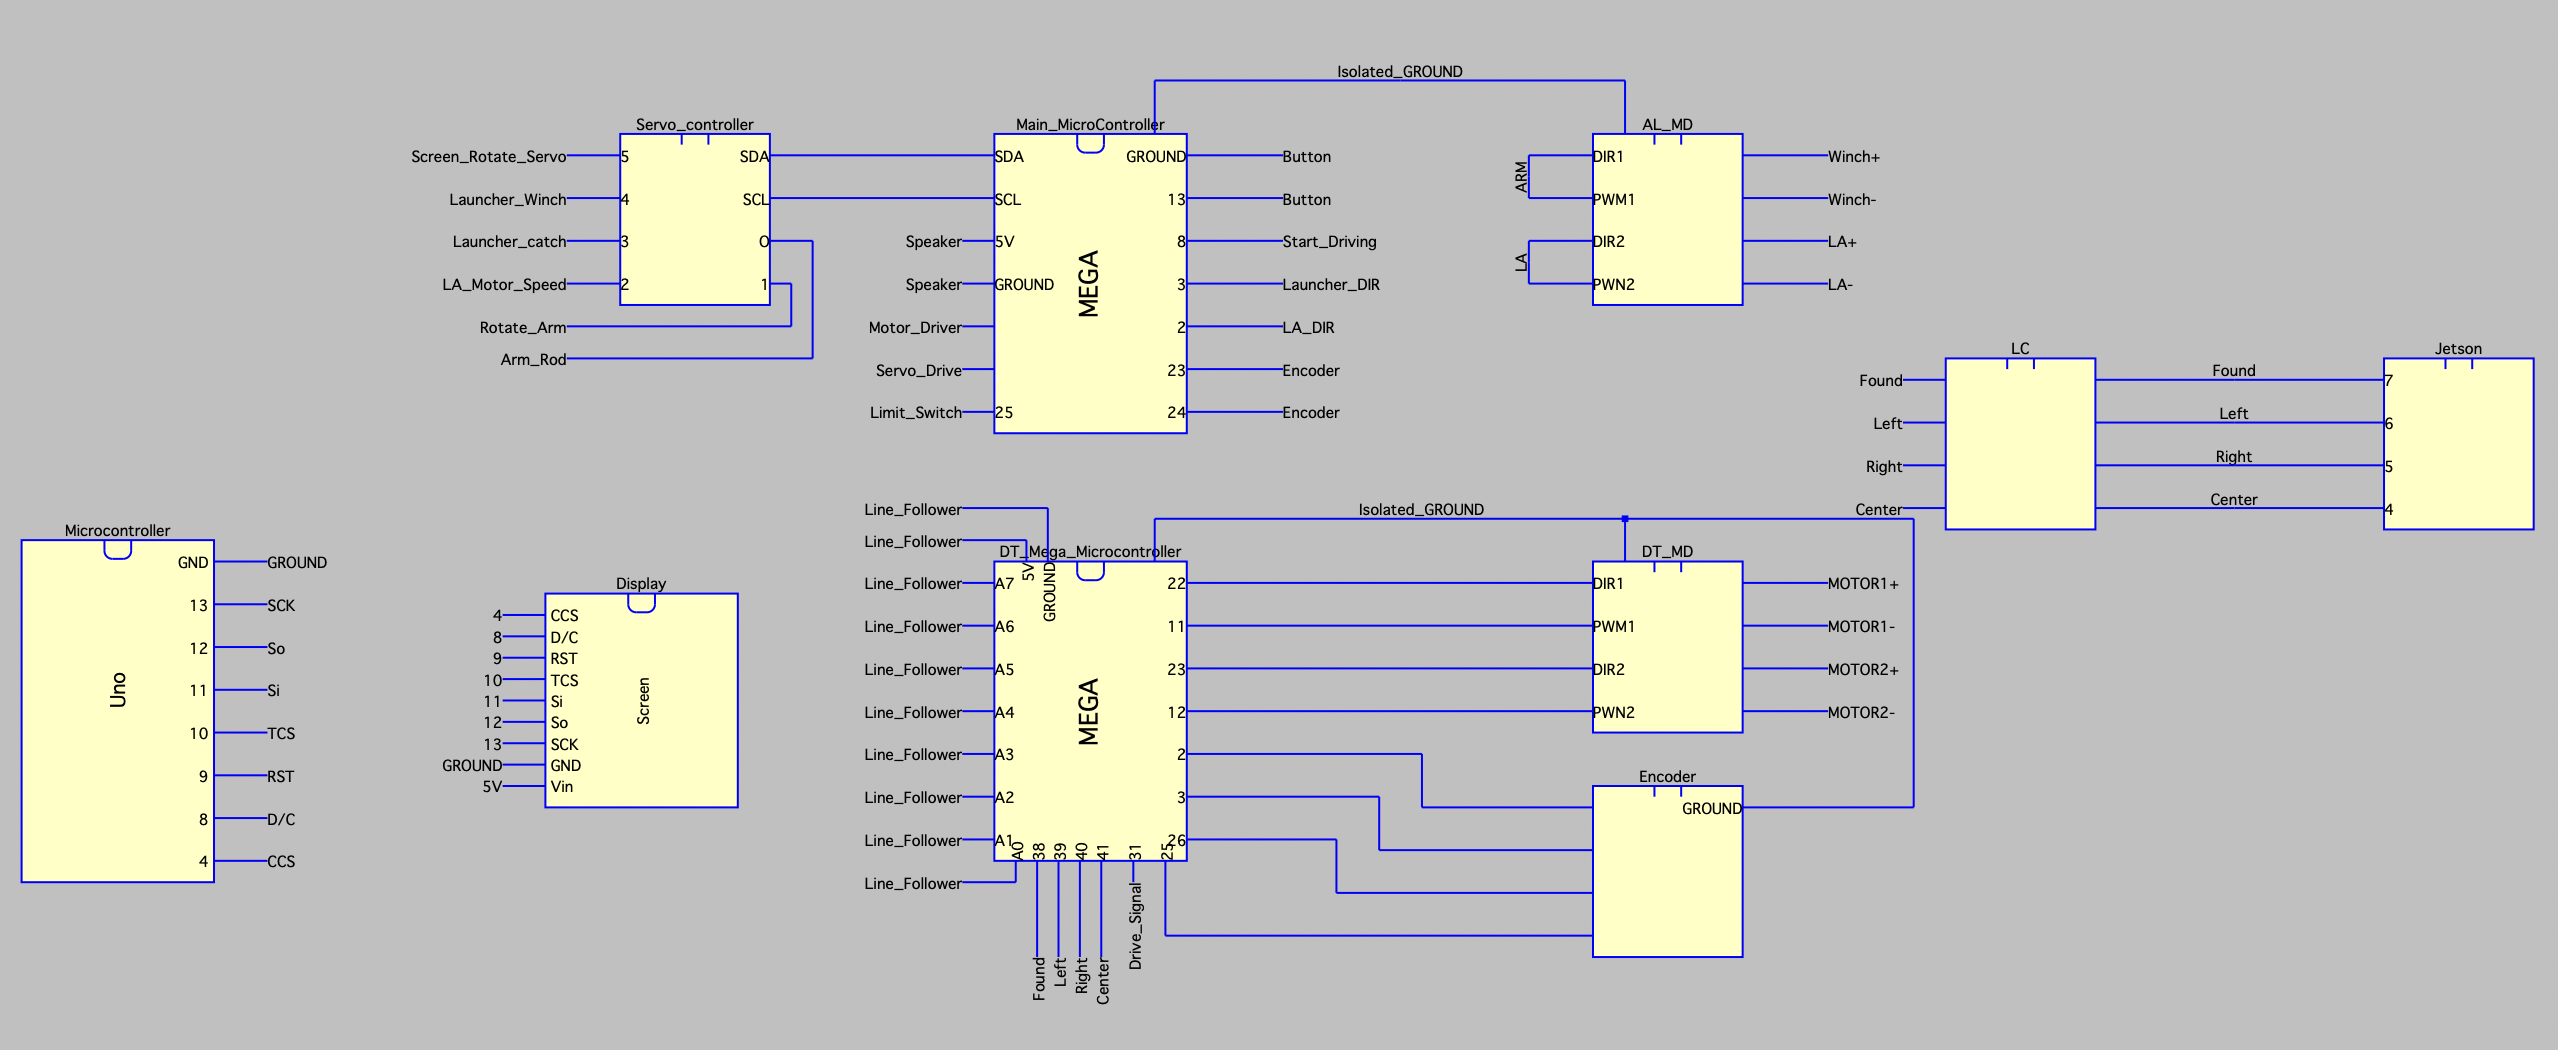 Isolated_GROUND
Servo_controller
Screen_Rotate_Servo 5 SDA
Launcher_Winch 4 SCL
Launcher_catch 3 O
LA_Motor_Speed 2 1
Rotate_Arm
Arm_Rod
Main_MicroController
SDA GROUND Button
SCL 13 Button
Speaker 5V 8 Start_Driving
Speaker GROUND 3 Launcher_DIR
Motor_Driver 2 LA_DIR
Servo_Drive 23 Encoder
Limit_Switch 25 24 Encoder
MEGA
AL_MD
ARM
LA
DIR1 Winch+
PWM1 Winch-
DIR2 LA+
PWN2 LA-
LC
Jetson
Found Found 7
Left Left 6
Right Right 5
Center Center 4
Microcontroller
GND GROUND
13 SCK
12 So
11 Si
10 TCS
9 RST
8 D/C
4 CCS
Uno
Display
4 CCS
8 D/C
9 RST
10 TCS
11 Si
12 So
13 SCK
GROUND GND
5V Vin
Screen
Line_Follower
Isolated_GROUND
Line_Follower
DT_Mega_Microcontroller
5V
GROUND
Line_Follower A7 22
Line_Follower A6 11
Line_Follower A5 23
Line_Follower A4 12
Line_Follower A3 2
Line_Follower A2 3
Line_Follower A1 26
Line_Follower
MEGA
A0
38
39
40
41
31
25
Found
Left
Right
Center
Drive_Signal
DT_MD
DIR1 MOTOR1+
PWM1 MOTOR1-
DIR2 MOTOR2+
PWN2 MOTOR2-
Encoder
GROUND